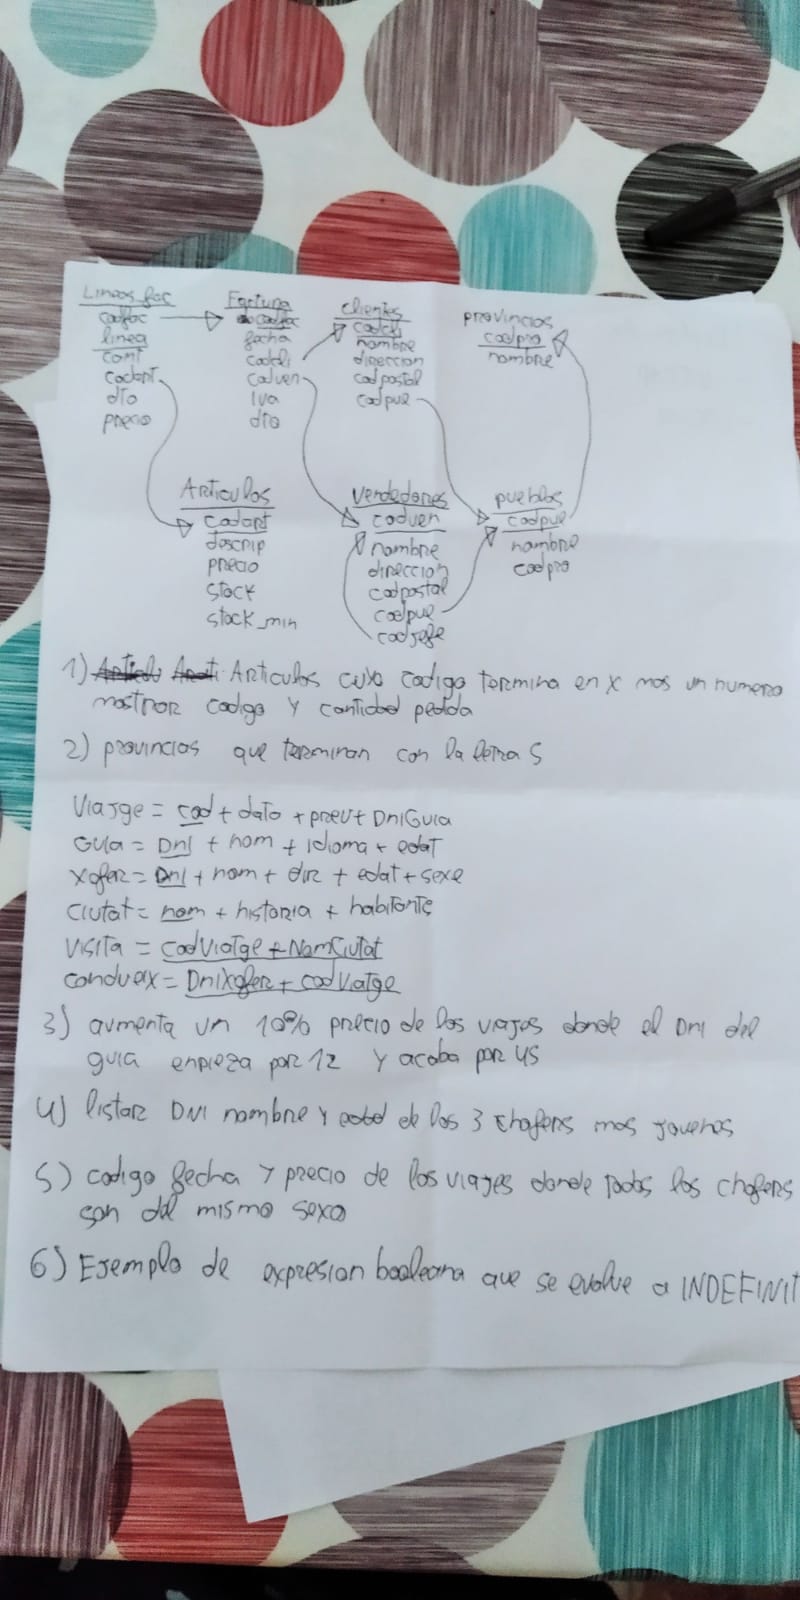 Lineas fac
codfac
linea
cant
codart
dto
precio
Factura
codfac
fecha
codcli
codven
iva
dto
Clientes
codcli
nombre
direccion
codpostal
codpue
provincias
codpro
nombre
Articulos
codart
descrip
precio
stock
stock_min
Vendedores
codven
nombre
direccion
codpostal
codpue
codjefe
pueblos
codpue
nombre
codpro
1) Articulos cuyo codigo termina en X mas un numero
mostrar codigo y cantidad pedida
2) provincias que terminan con la letra S
Viatge = cod + data + preu + DniGuia
Guia = Dni + nom + idioma + edat
Xofer = Dni + nom + dir + edat + sexe
Ciutat = nom + historia + habitants
Visita = codViatge + NomCiutat
Condueix = DniXofer + codViatge
3) aumenta un 10% precio de los viajes donde el DNI del
guia empieza por 12 y acaba por 45
4) listar DNI nombre y edad de los 3 chofers mas jovenes
5) codigo fecha y precio de los viajes donde todos los chofers
son del mismo sexo
6) Ejemplo de expresion booleana que se evalue a INDEFINIT